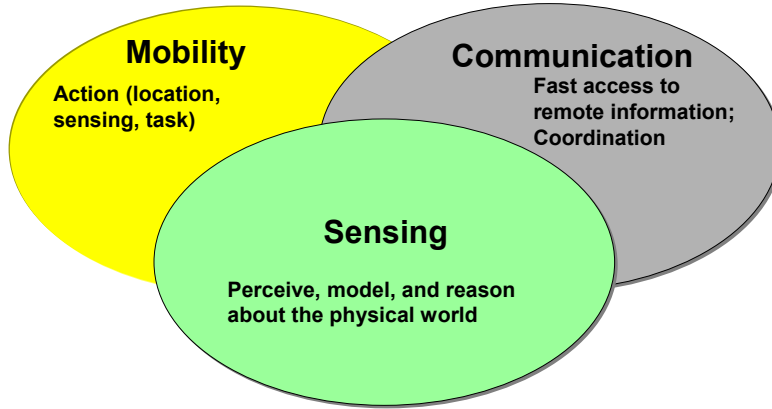 Mobility
Action (location,
sensing, task)
Communication
Fast access to
remote information;
Coordination
Sensing
Perceive, model, and reason
about the physical world